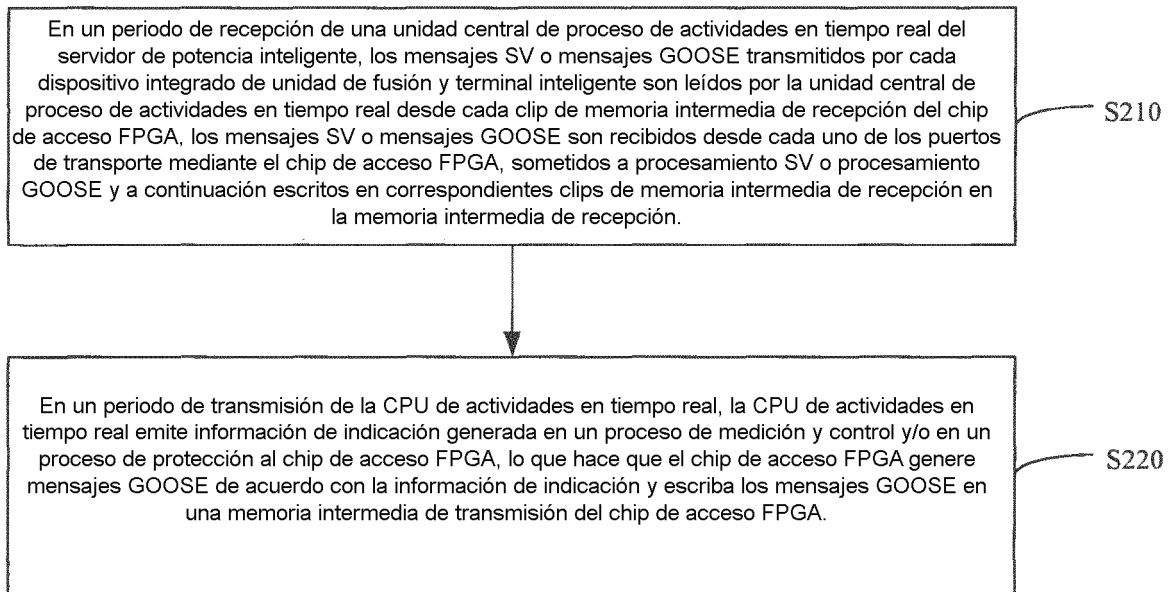 En un periodo de recepción de una unidad central de proceso de actividades en tiempo real del
servidor de potencia inteligente, los mensajes SV o mensajes GOOSE transmitidos por cada
dispositivo integrado de unidad de fusión y terminal inteligente son leídos por la unidad central de
proceso de actividades en tiempo real desde cada clip de memoria intermedia de recepción del chip
de acceso FPGA, los mensajes SV o mensajes GOOSE son recibidos desde cada uno de los puertos
de transporte mediante el chip de acceso FPGA, sometidos a procesamiento SV o procesamiento
GOOSE y a continuación escritos en correspondientes clips de memoria intermedia de recepción en
la memoria intermedia de recepción.
S210
En un periodo de transmisión de la CPU de actividades en tiempo real, la CPU de actividades en
tiempo real emite información de indicación generada en un proceso de medición y control y/o en un
proceso de protección al chip de acceso FPGA, lo que hace que el chip de acceso FPGA genere
mensajes GOOSE de acuerdo con la información de indicación y escriba los mensajes GOOSE en
una memoria intermedia de transmisión del chip de acceso FPGA.
S220